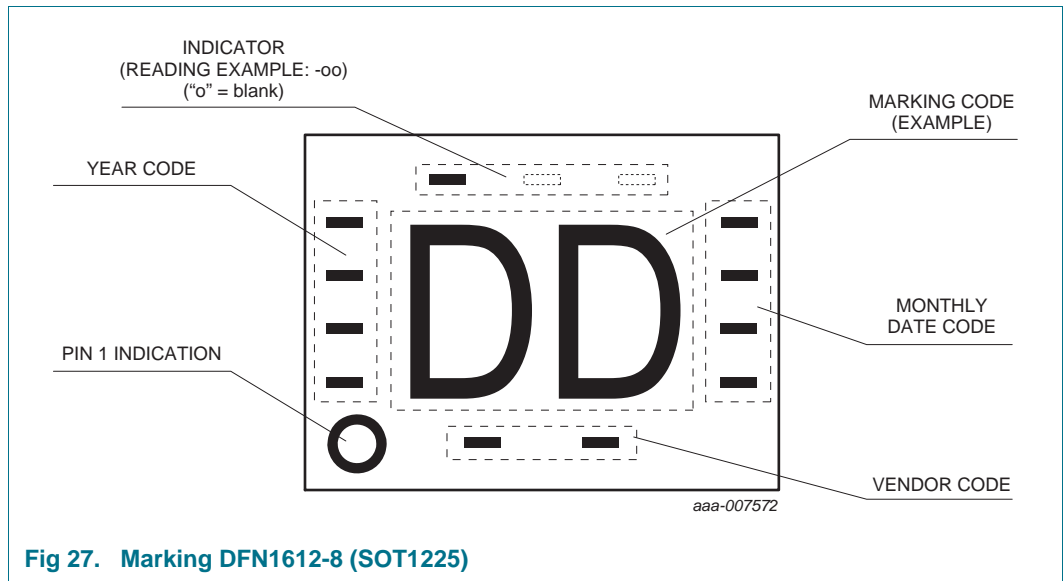 INDICATOR
(READING EXAMPLE: -oo)
("o" = blank)
MARKING CODE
(EXAMPLE)
YEAR CODE
DD
MONTHLY
DATE CODE
PIN 1 INDICATION
VENDOR CODE
aaa-007572
Fig 27. Marking DFN1612-8 (SOT1225)